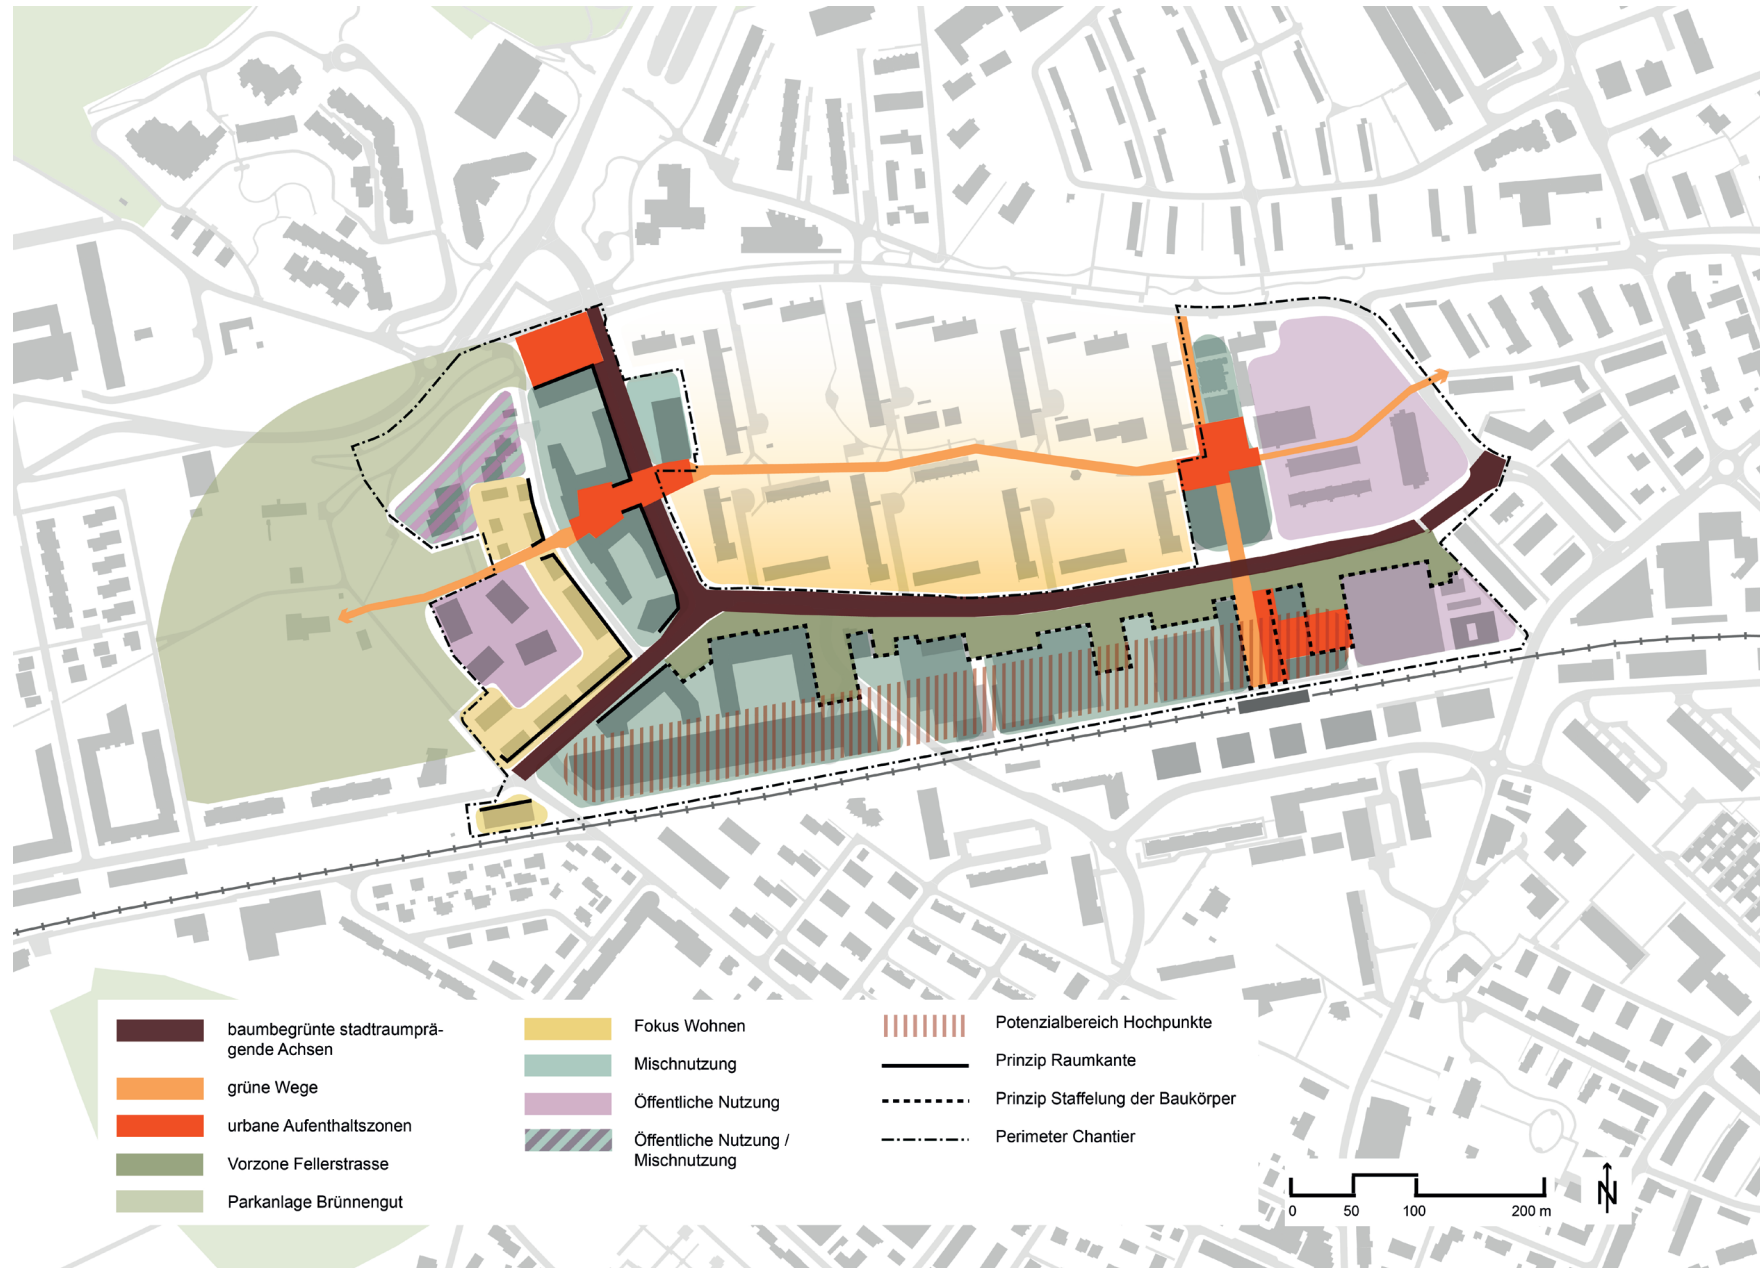 baumbegrünte stadtraumprä-
gende Achsen
grüne Wege
urbane Aufenthaltszonen
Vorzone Fellerstrasse
Parkanlage Brünnengut
Fokus Wohnen
Mischnutzung
Öffentliche Nutzung
Öffentliche Nutzung /
Mischnutzung
Potenzialbereich Hochpunkte
Prinzip Raumkante
Prinzip Staffelung der Baukörper
Perimeter Chantier
0 50 100 200 m
N